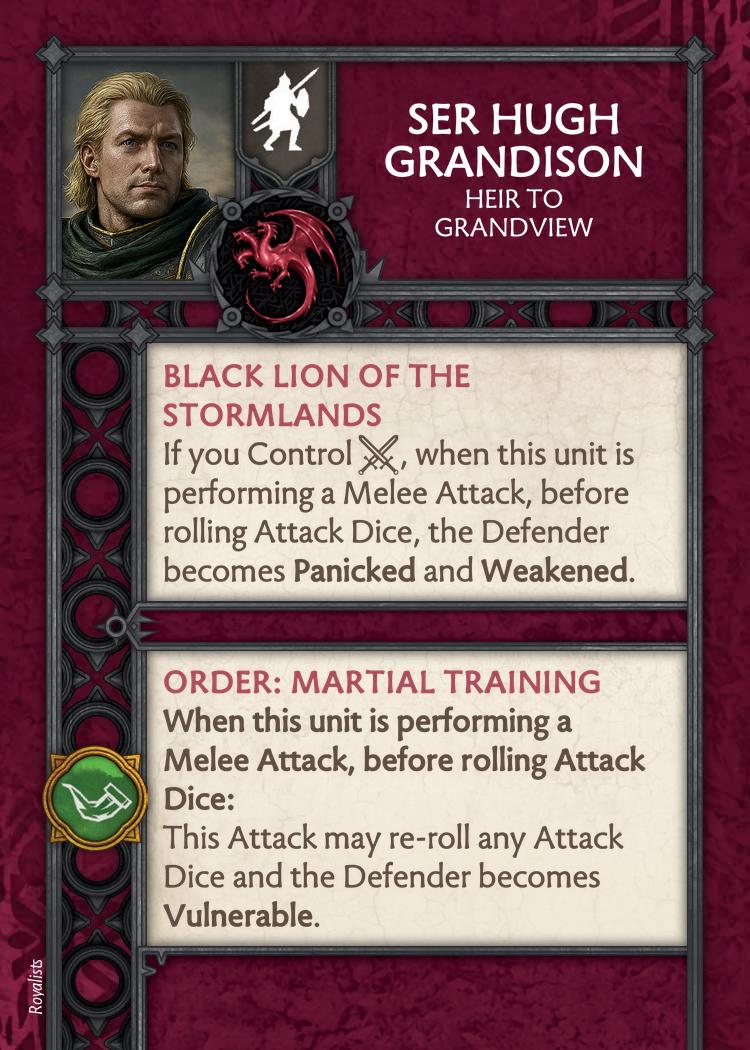 SER HUGH
GRANDISON
HEIR TO
GRANDVIEW
BLACK LION OF THE
STORMLANDS
If you Control , when this unit is
performing a Melee Attack, before
rolling Attack Dice, the Defender
becomes Panicked and Weakened.
ORDER: MARTIAL TRAINING
When this unit is performing a
Melee Attack, before rolling Attack
Dice:
This Attack may re-roll any Attack
Dice and the Defender becomes
Vulnerable.
Royalists